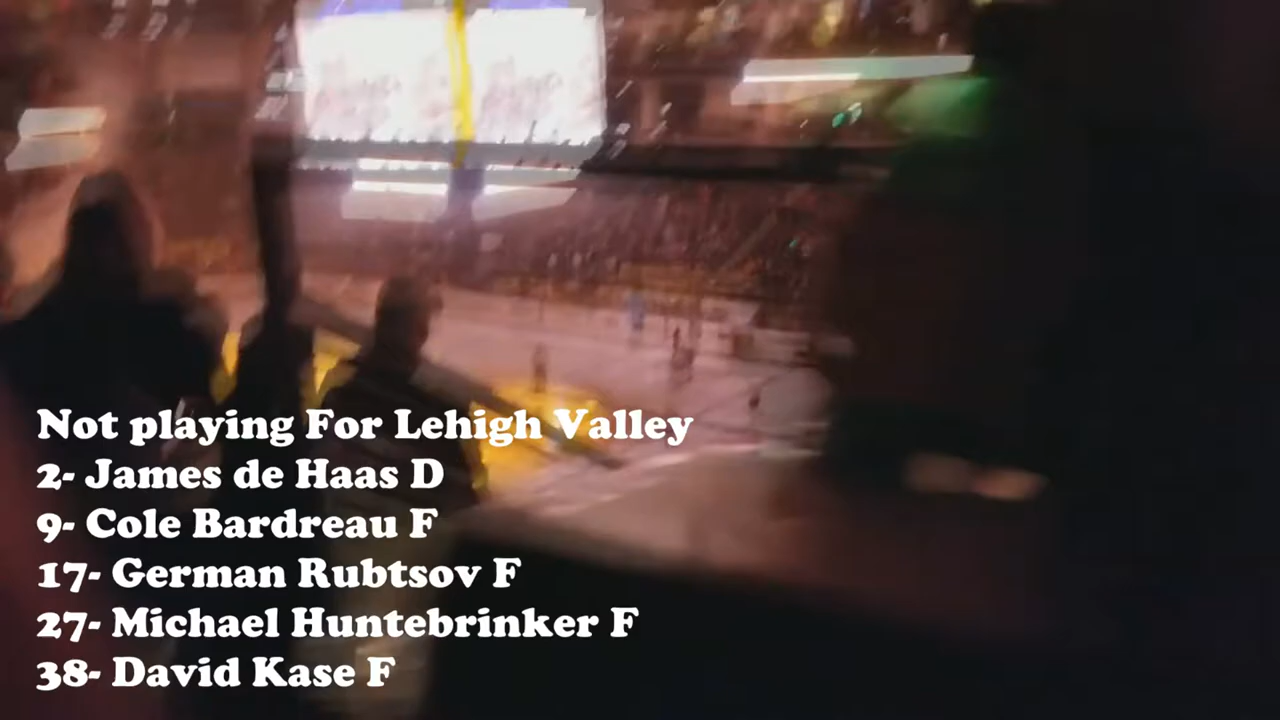 Not playing For Lehigh Valley
2- James de Haas D
9- Cole Bardreau F
17- German Rubtsov F
27- Michael Huntebrinker F
38- David Kase F